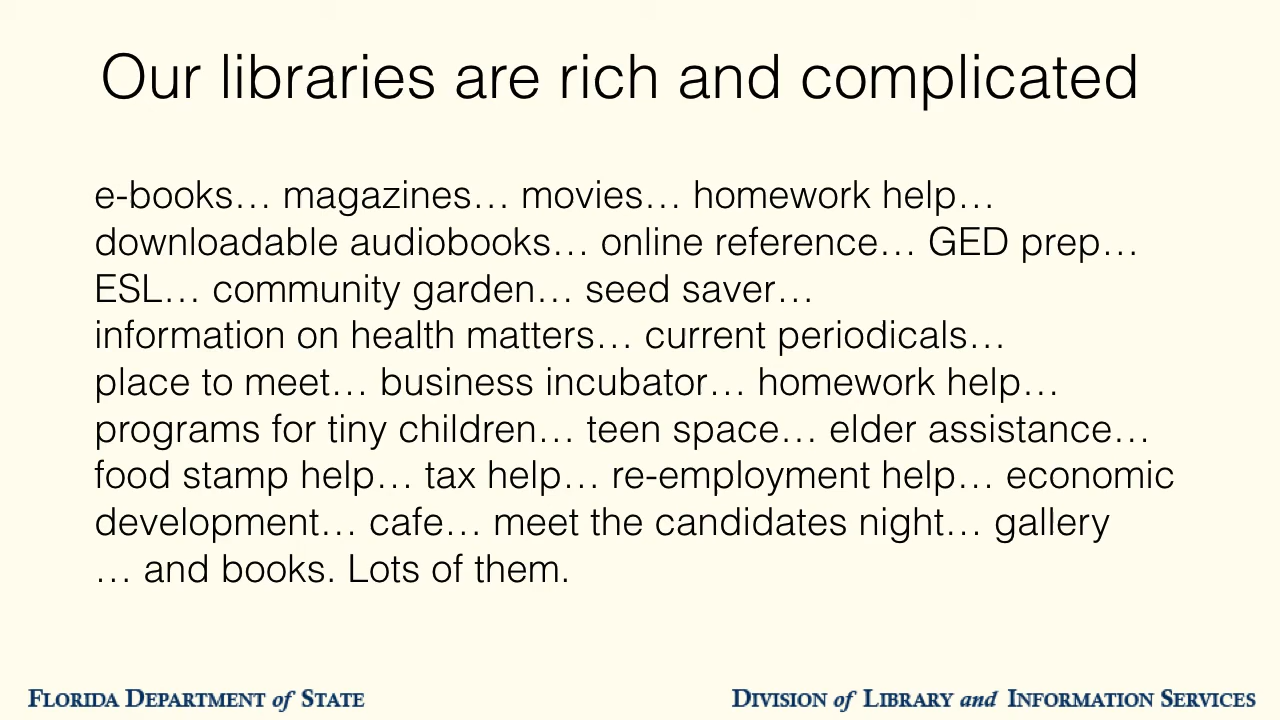 Our libraries are rich and complicated
e-books… magazines… movies… homework help…
downloadable audiobooks… online reference… GED prep…
ESL… community garden… seed saver…
information on health matters… current periodicals…
place to meet… business incubator… homework help…
programs for tiny children… teen space… elder assistance…
food stamp help… tax help… re-employment help… economic
development… cafe… meet the candidates night… gallery
… and books. Lots of them.
FLORIDA DEPARTMENT of STATE
DIVISION of LIBRARY and INFORMATION SERVICES